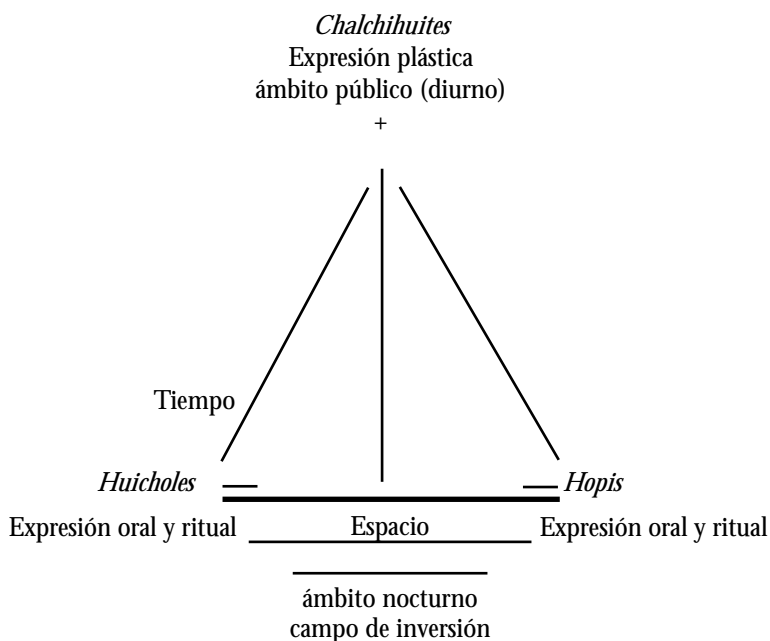 Chalchihuites
Expresión plástica
ámbito público (diurno)
+
Tiempo
Huicholes
Hopis
Expresión oral y ritual
Espacio
Expresión oral y ritual
ámbito nocturno
campo de inversión